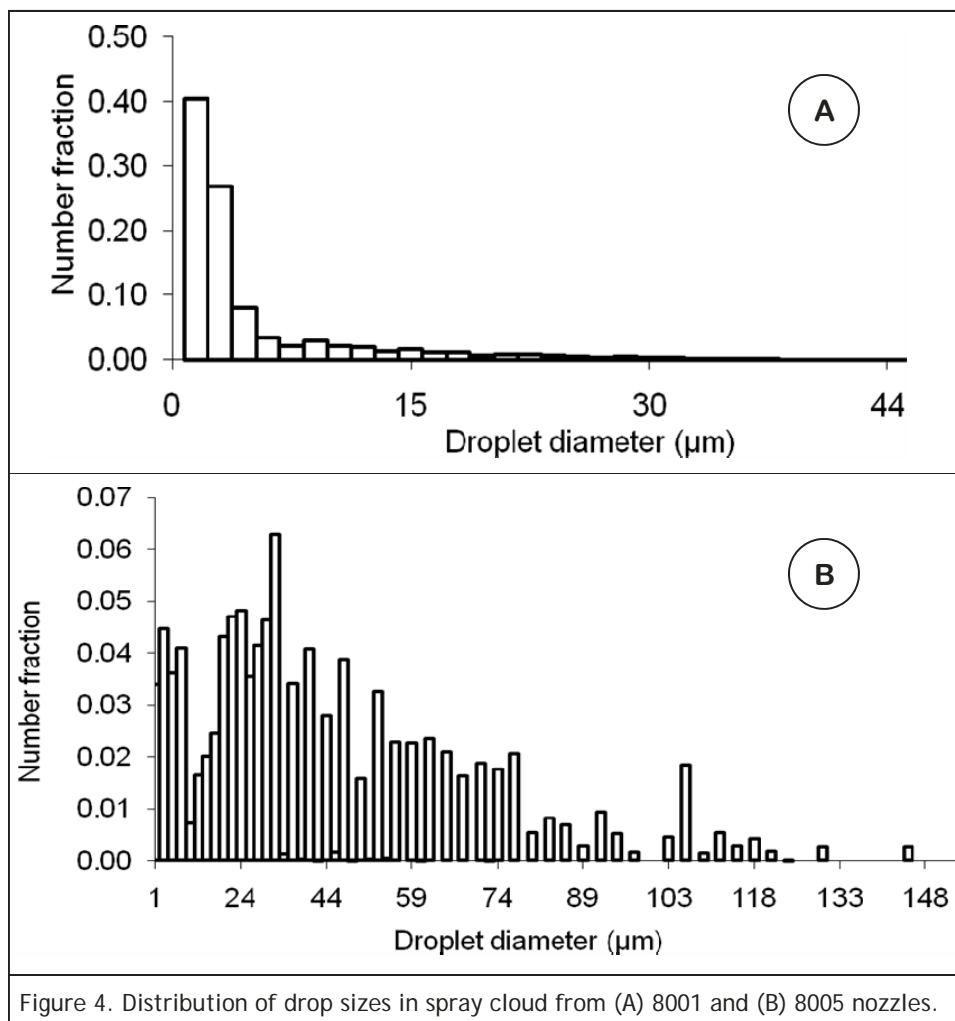 0.50
0.40
0.30
0.20
0.10
0.00
Number fraction
A
0 15 30 44
Droplet diameter (µm)
0.07
0.06
0.05
0.04
0.03
0.02
0.01
0.00
Number fraction
B
1 24 44 59 74 89 103 118 133 148
Droplet diameter (µm)
Figure 4. Distribution of drop sizes in spray cloud from (A) 8001 and (B) 8005 nozzles.